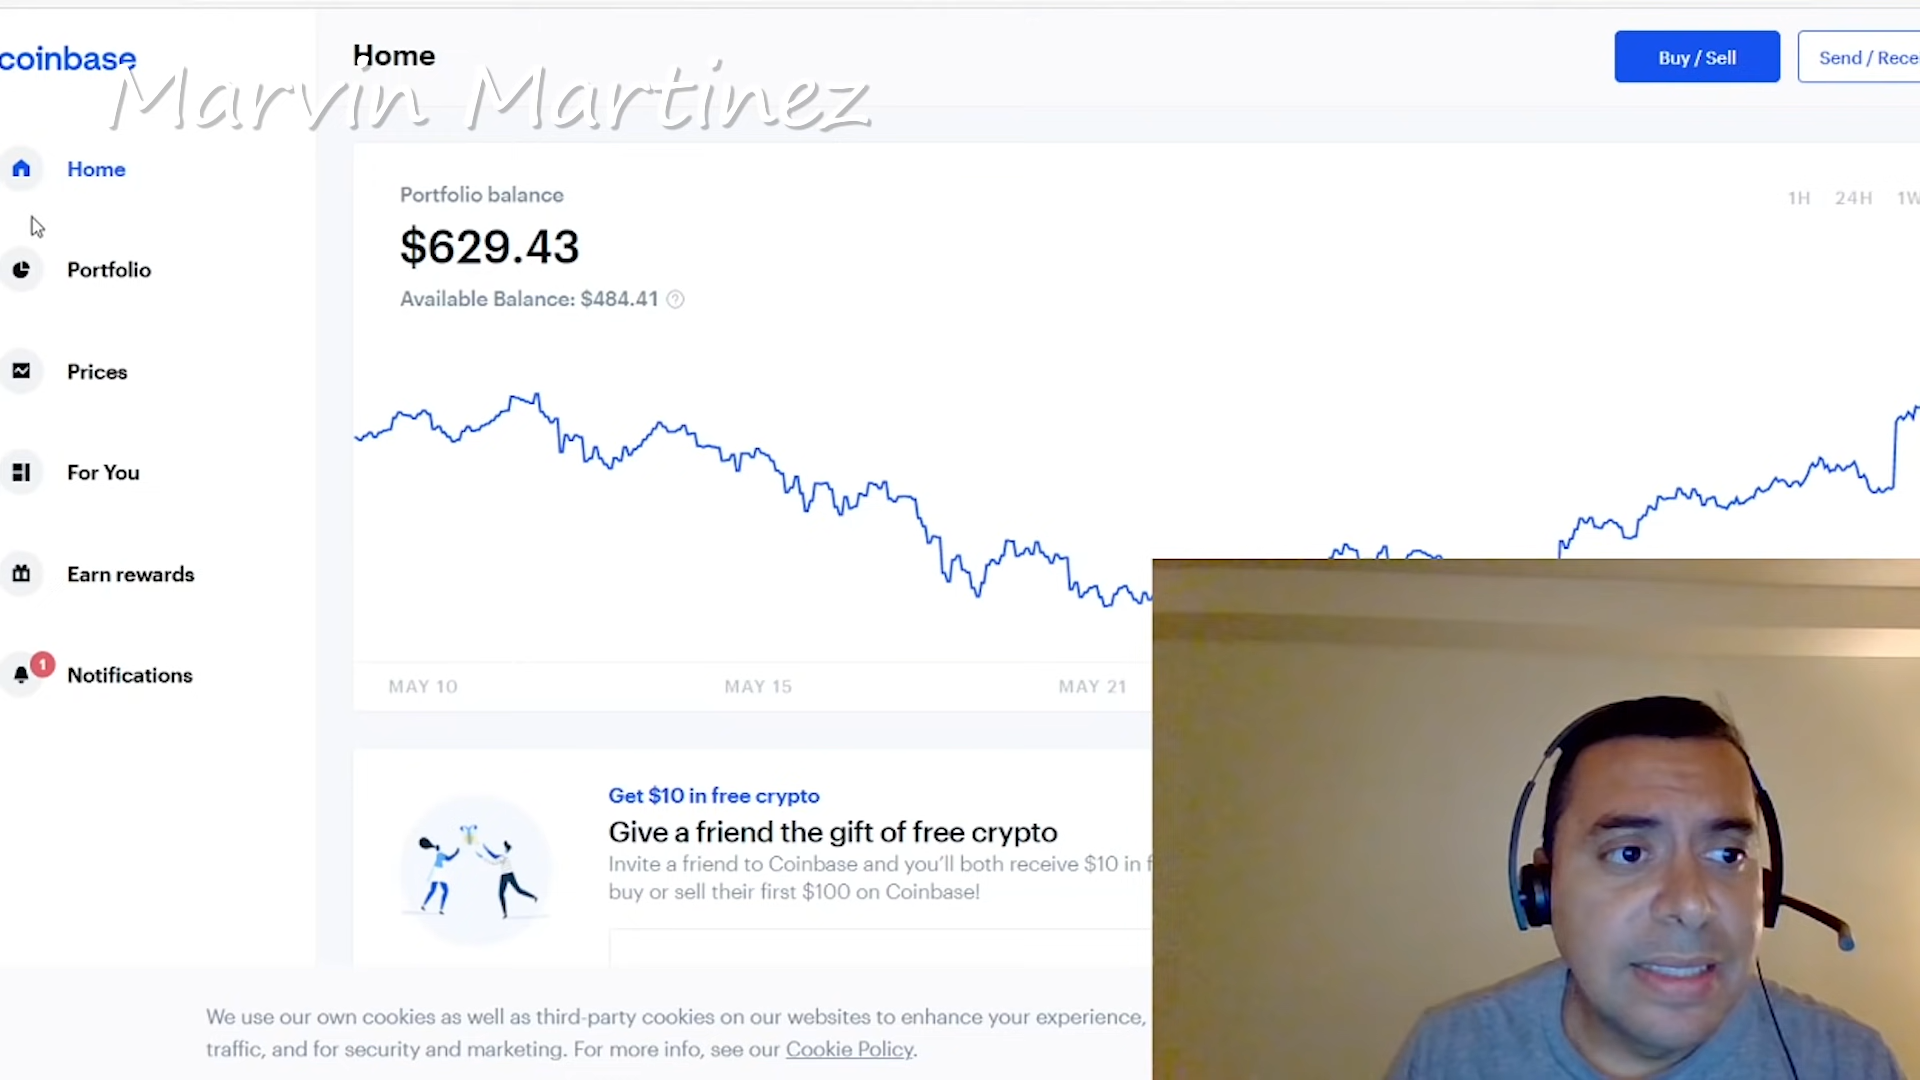 coinbase
Home
Buy / Sell
Send / Rece
Marvin Martinez
Home
Portfolio balance
1H 24H 1W
$629.43
Portfolio
Available Balance: $484.41 ?
Prices
For You
Earn rewards
1
Notifications
MAY 10 MAY 15 MAY 21
Get $10 in free crypto
Give a friend the gift of free crypto
Invite a friend to Coinbase and you'll both receive $10 in f
buy or sell their first $100 on Coinbase!
We use our own cookies as well as third-party cookies on our websites to enhance your experience,
traffic, and for security and marketing. For more info, see our Cookie Policy.